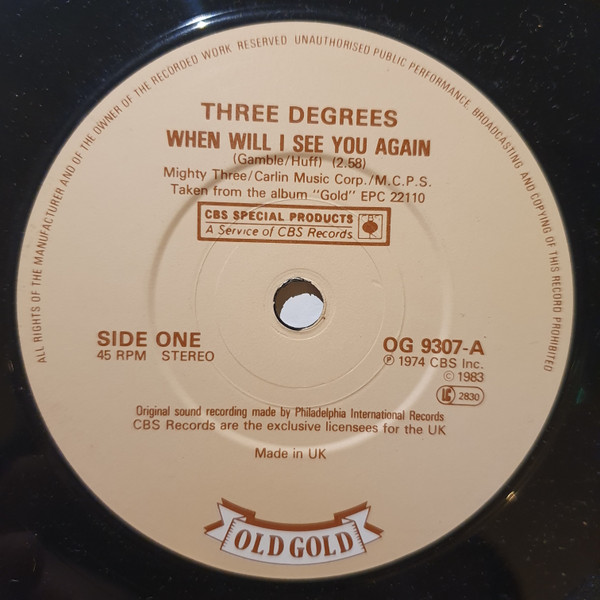 ALL RIGHTS OF THE MANUFACTURER AND OF THE OWNER OF THE RECORDED WORK RESERVED UNAUTHORISED PUBLIC PERFORMANCE, BROADCASTING AND COPYING OF THIS RECORD PROHIBITED
THREE DEGREES
WHEN WILL I SEE YOU AGAIN
(Gamble/Huff) (2.58)
Mighty Three/Carlin Music Corp./M.C.P.S.
Taken from the album "Gold" EPC 22110
CBS SPECIAL PRODUCTS
A Service of CBS Records
CBS
SIDE ONE
45 RPM STEREO
OG 9307-A
℗ 1974 CBS Inc.
© 1983
LC 2830
Original sound recording made by Philadelphia International Records
CBS Records are the exclusive licensees for the UK
Made in UK
OLD GOLD